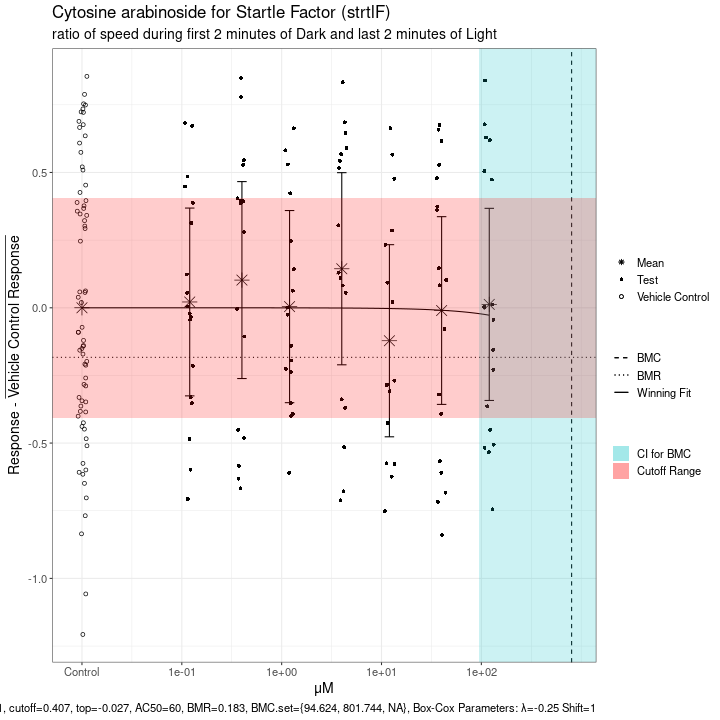 Cytosine arabinoside for Startle Factor (strtlF)
ratio of speed during first 2 minutes of Dark and last 2 minutes of Light
Response - Vehicle Control Response
0.5
0.0
-0.5
-1.0
Control
1e-01
1e+00
1e+01
1e+02
μM
Mean
Test
Vehicle Control
BMC
BMR
Winning Fit
CI for BMC
Cutoff Range
1, cutoff=0.407, top=-0.027, AC50=60, BMR=0.183, BMC.set={94.624, 801.744, NA}, Box-Cox Parameters: λ=-0.25 Shift=1